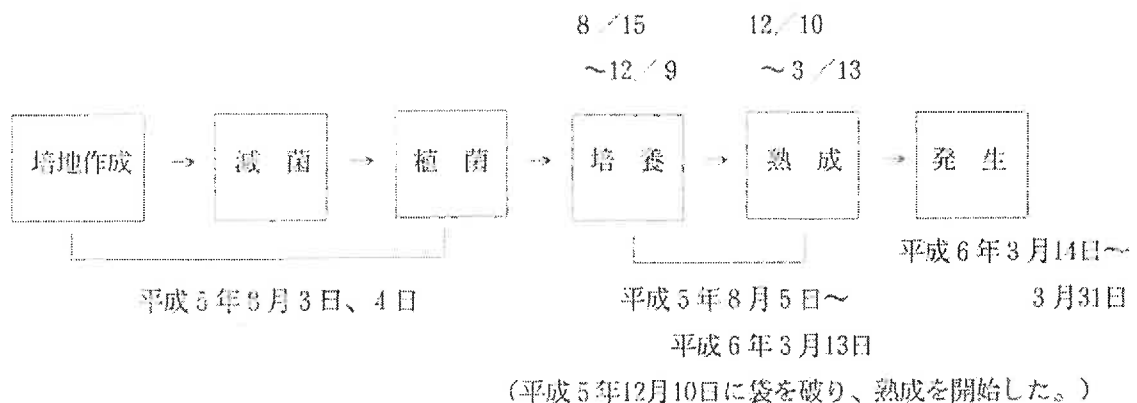 8／15 12／10
～12／9 ～3／13
培地作成 → 滅菌 → 植菌 → 培養 → 熟成 → 発生
平成6年3月14日～
平成5年8月3日、4日 平成5年8月5日～ 3月31日
平成6年3月13日
（平成5年12月10日に袋を破り、熟成を開始した。）